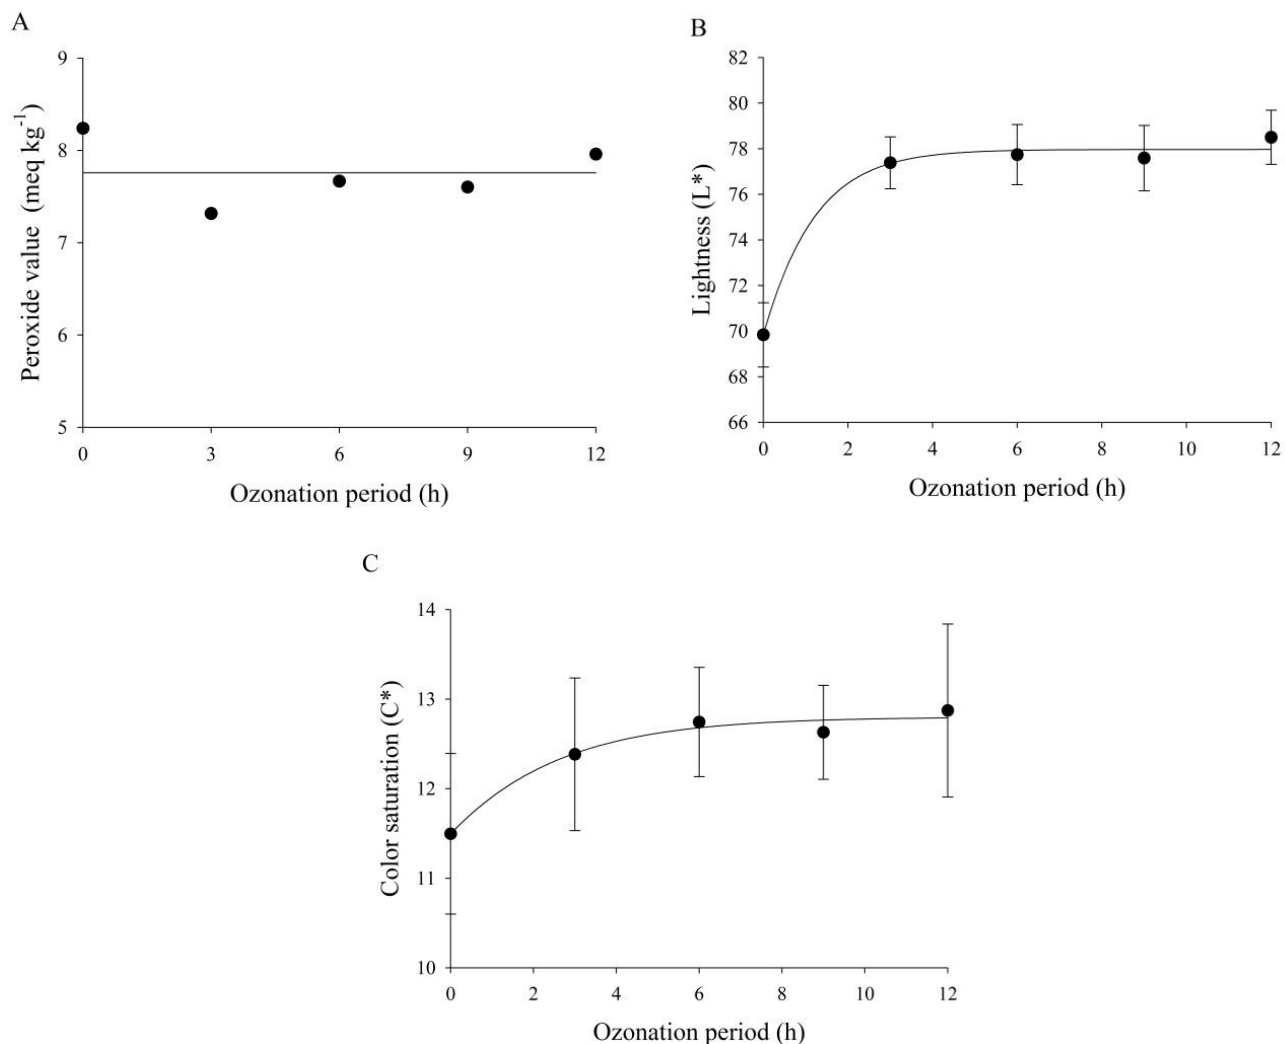 A
Peroxide value (meq kg⁻¹)
9
8
7
6
5
0 3 6 9 12
Ozonation period (h)
B
Lightness (L*)
82
80
78
76
74
72
70
68
66
0 2 4 6 8 10 12
Ozonation period (h)
C
Color saturation (C*)
14
13
12
11
10
0 2 4 6 8 10 12
Ozonation period (h)